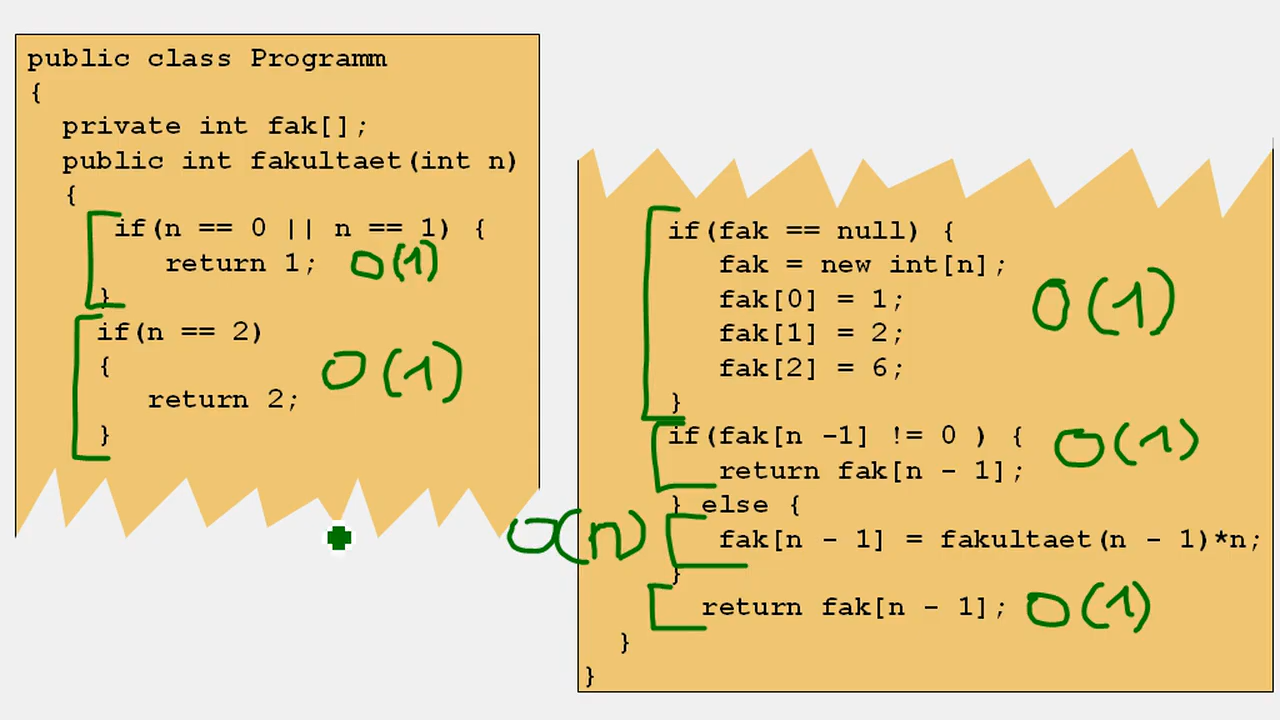 public class Programm
{
private int fak[];
public int fakultaet(int n)
{
if(n == 0 || n == 1) {
return 1; O(1)
}
if(n == 2)
{ O(1)
return 2;
}
if(fak == null) {
fak = new int[n];
fak[0] = 1; O(1)
fak[1] = 2;
fak[2] = 6;
}
if(fak[n -1] != 0 ) { O(1)
return fak[n - 1];
} else {
O(n) fak[n - 1] = fakultaet(n - 1)*n;
}
return fak[n - 1]; O(1)
}
}